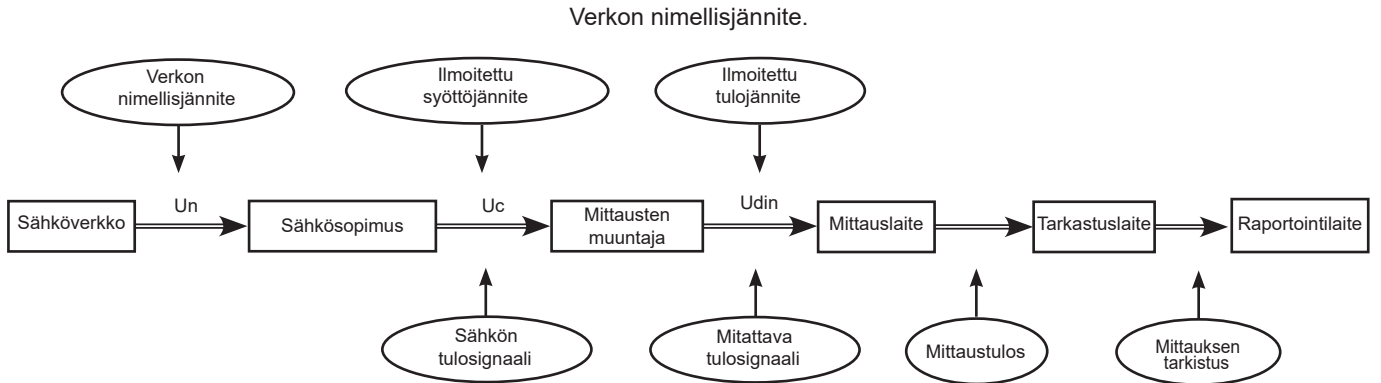 Verkon nimellisjännite.
Verkon
nimellisjännite
Ilmoitettu
syöttöjännite
Ilmoitettu
tulojännite
Un
Uc
Udin
Sähköverkko
Sähkösopimus
Mittausten
muuntaja
Mittauslaite
Tarkastuslaite
Raportointilaite
Sähkön
tulosignaali
Mitattava
tulosignaali
Mittaustulos
Mittauksen
tarkistus